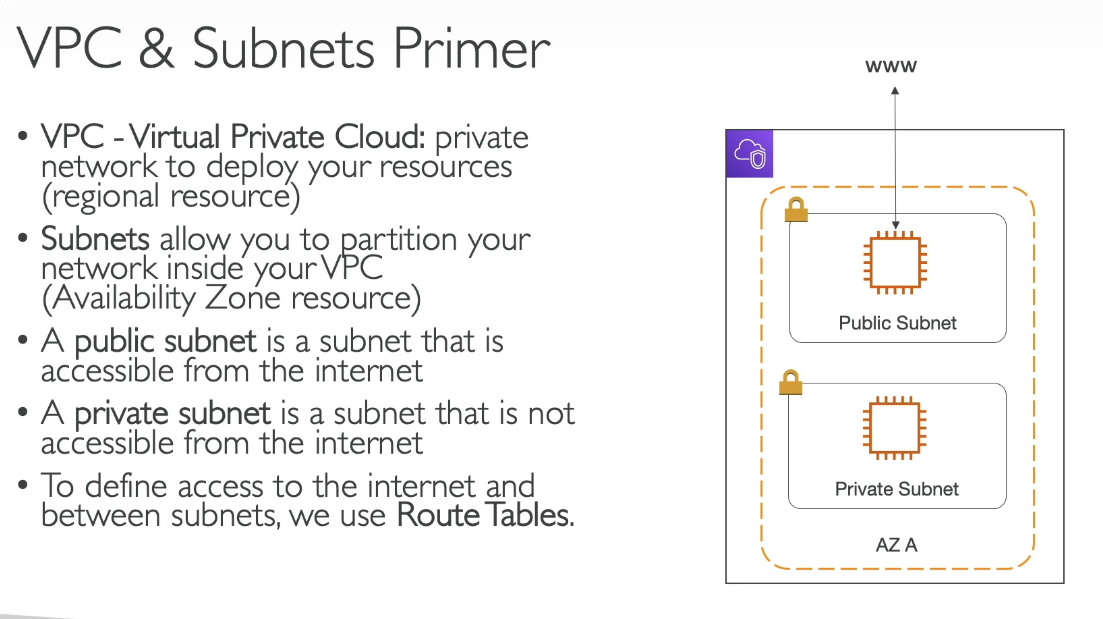 VPC & Subnets Primer
• VPC - Virtual Private Cloud: private
network to deploy your resources
(regional resource)
• Subnets allow you to partition your
network inside your VPC
(Availability Zone resource)
• A public subnet is a subnet that is
accessible from the internet
• A private subnet is a subnet that is not
accessible from the internet
• To define access to the internet and
between subnets, we use Route Tables.
www
Public Subnet
Private Subnet
AZ A